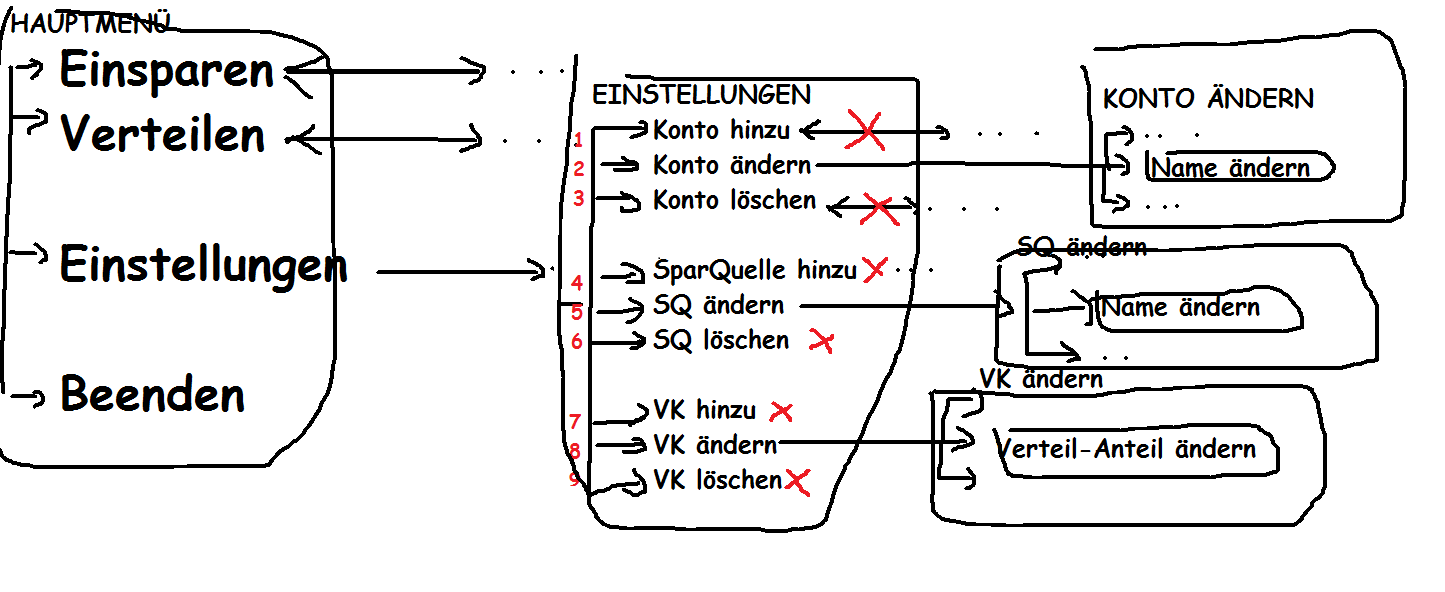 HAUPTMENÜ
Einsparen
Verteilen
Einstellungen
Beenden
EINSTELLUNGEN
1 Konto hinzu
2 Konto ändern
3 Konto löschen
4 SparQuelle hinzu
5 SQ ändern
6 SQ löschen
7 VK hinzu
8 VK ändern
9 VK löschen
KONTO ÄNDERN
Name ändern
SQ ändern
Name ändern
VK ändern
Verteil-Anteil ändern